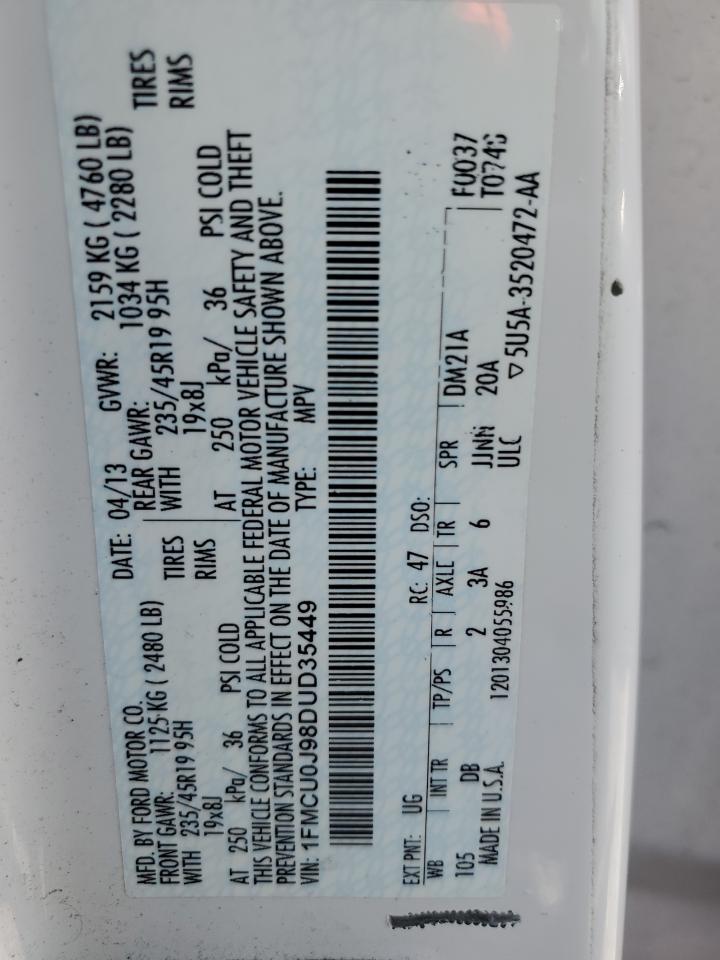 MFD. BY FORD MOTOR CO.
DATE: 04/13 GVWR: 2159 KG ( 4760 LB)
FRONT GAWR: 1125 KG ( 2480 LB)
REAR GAWR: 1034 KG ( 2280 LB)
WITH 235/45R19 95H TIRES
WITH 235/45R19 95H TIRES
19x8J RIMS
19x8J RIMS
AT 250 kPa/ 36 PSI COLD
AT 250 kPa/ 36 PSI COLD
THIS VEHICLE CONFORMS TO ALL APPLICABLE FEDERAL MOTOR VEHICLE SAFETY AND THEFT
PREVENTION STANDARDS IN EFFECT ON THE DATE OF MANUFACTURE SHOWN ABOVE.
VIN: 1FMCU0J98DUD35449
TYPE: MPV
EXT PNT: UG RC: 47 DSO: FU037
WB INT TR TP/PS R AXLE TR SPR DM21A
105 DB 2 3A 6 JJNN 20A
MADE IN U.S.A. 1201304055986 ULC
▽ 5U5A-3520472-AA